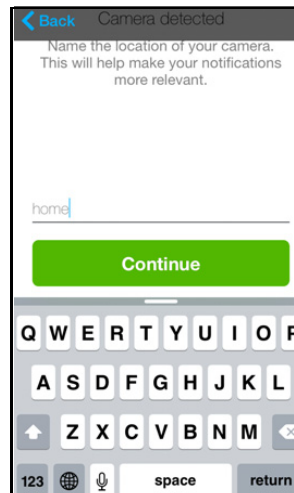 Back Camera detected
Name the location of your camera.
This will help make your notifications
more relevant.
home
Continue
Q W E R T Y U I O P
A S D F G H J K L
Z X C V B N M
123 space return